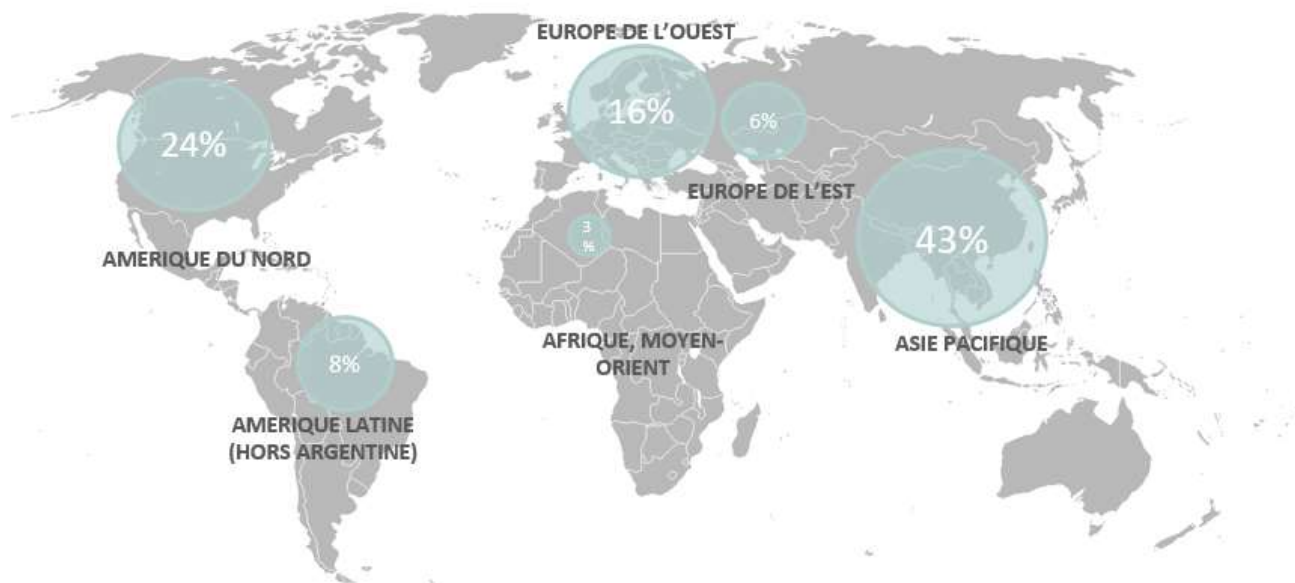 EUROPE DE L'OUEST
16%
6%
24%
EUROPE DE L'EST
3
%
43%
AMERIQUE DU NORD
AFRIQUE, MOYEN-
ORIENT
ASIE PACIFIQUE
8%
AMERIQUE LATINE
(HORS ARGENTINE)